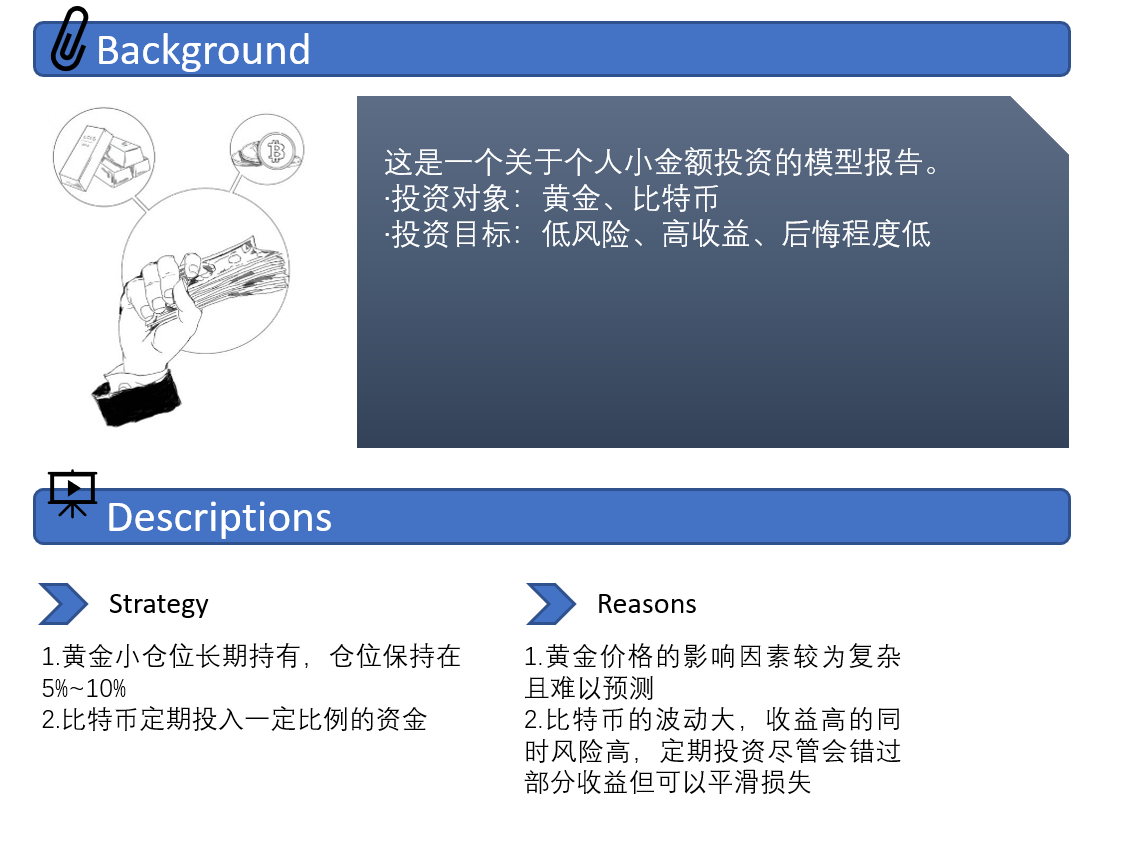 Background
这是一个关于个人小金额投资的模型报告。
·投资对象：黄金、比特币
·投资目标：低风险、高收益、后悔程度低
Descriptions
Strategy
1.黄金小仓位长期持有，仓位保持在
5%~10%
2.比特币定期投入一定比例的资金
Reasons
1.黄金价格的影响因素较为复杂
且难以预测
2.比特币的波动大，收益高的同
时风险高，定期投资尽管会错过
部分收益但可以平滑损失